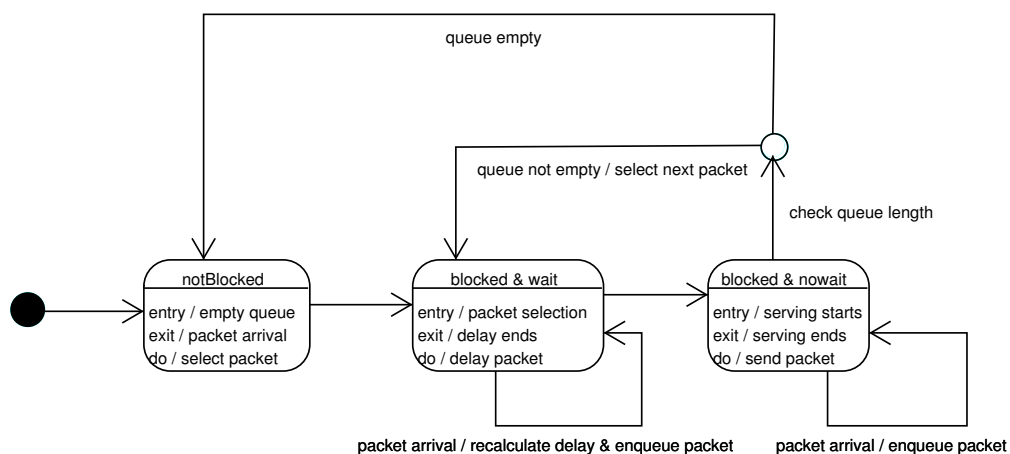 queue empty
queue not empty / select next packet
check queue length
notBlocked
entry / empty queue
exit / packet arrival
do / select packet
blocked & wait
entry / packet selection
exit / delay ends
do / delay packet
blocked & nowait
entry / serving starts
exit / serving ends
do / send packet
packet arrival / recalculate delay & enqueue packet
packet arrival / enqueue packet